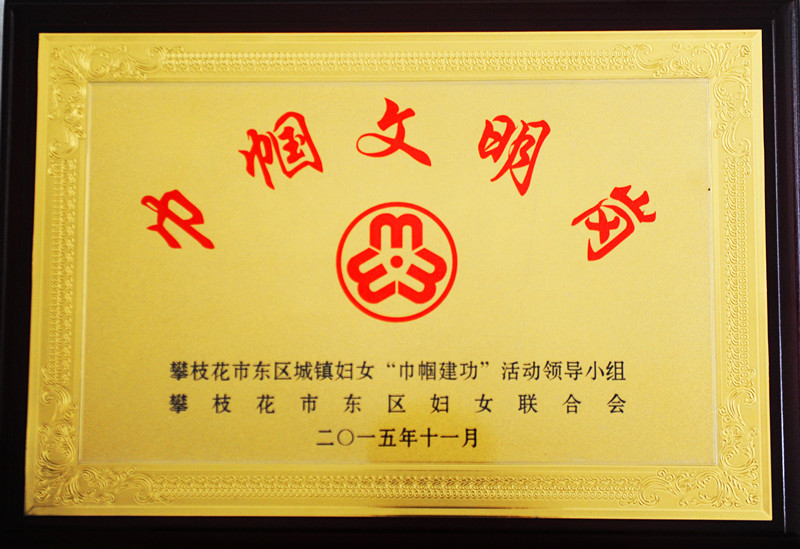 巾帼文明岗
攀枝花市东区城镇妇女“巾帼建功”活动领导小组
攀枝花市东区妇女联合会
二〇一五年十一月